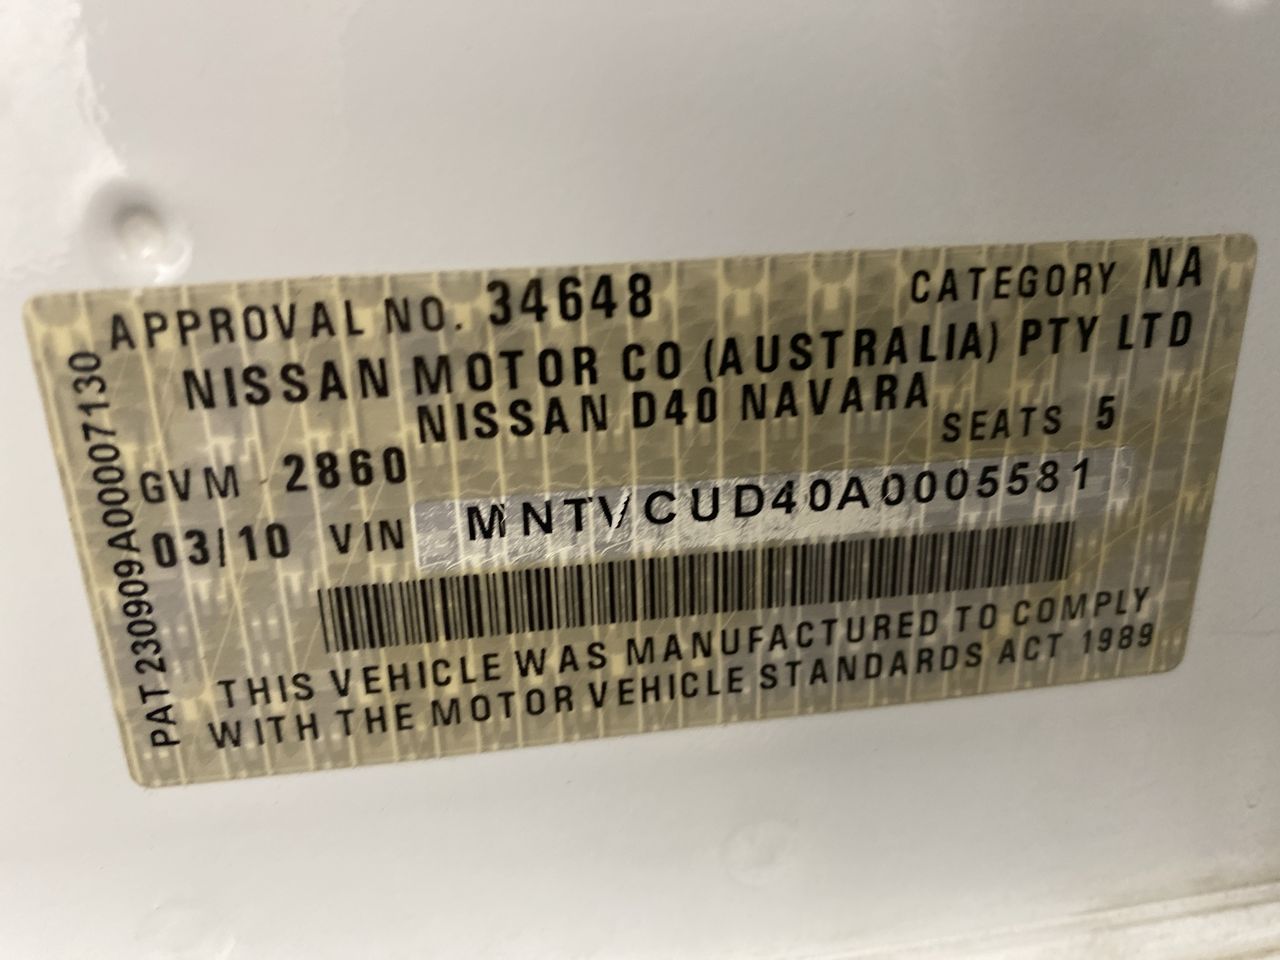 APPROVAL NO. 34648 CATEGORY NA
NISSAN MOTOR CO (AUSTRALIA) PTY LTD
NISSAN D40 NAVARA
GVM 2860 SEATS 5
03/10 VIN MNTVCUD40A0005581
THIS VEHICLE WAS MANUFACTURED TO COMPLY
WITH THE MOTOR VEHICLE STANDARDS ACT 1989
PAT 230909A00007130